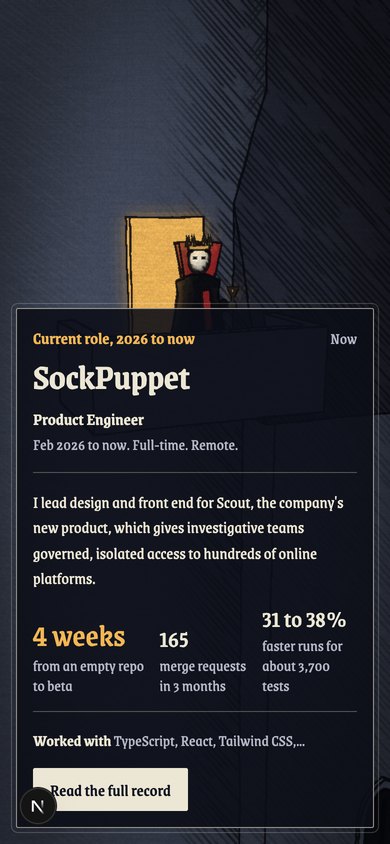 Current role, 2026 to now
Now
SockPuppet
Product Engineer
Feb 2026 to now. Full-time. Remote.
I lead design and front end for Scout, the company's
new product, which gives investigative teams
governed, isolated access to hundreds of online
platforms.
4 weeks
from an empty repo
to beta
165
merge requests
in 3 months
31 to 38%
faster runs for
about 3,700
tests
Worked with TypeScript, React, Tailwind CSS,...
Read the full record
N